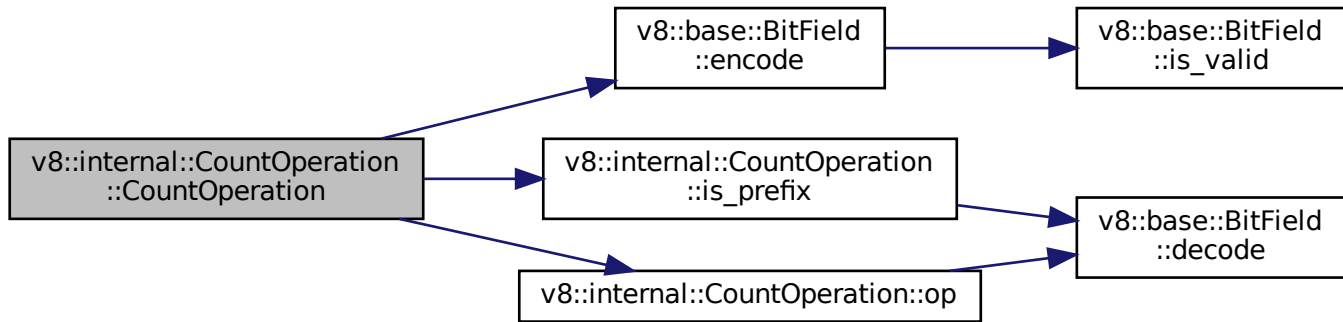 v8::internal::CountOperation
::CountOperation
v8::base::BitField
::encode
v8::internal::CountOperation
::is_prefix
v8::internal::CountOperation::op
v8::base::BitField
::is_valid
v8::base::BitField
::decode